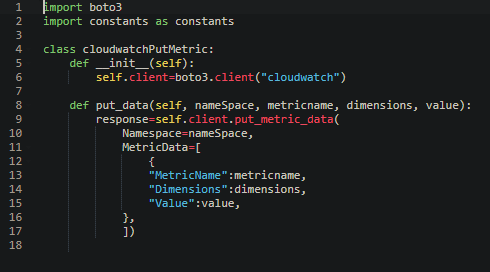 1 import boto3
2 import constants as constants
3
4 class cloudwatchPutMetric:
5     def __init__(self):
6         self.client=boto3.client("cloudwatch")
7
8     def put_data(self, nameSpace, metricname, dimensions, value):
9         response=self.client.put_metric_data(
10             Namespace=nameSpace,
11             MetricData=[
12                 {
13                 "MetricName":metricname,
14                 "Dimensions":dimensions,
15                 "Value":value,
16             },
17             ])
18